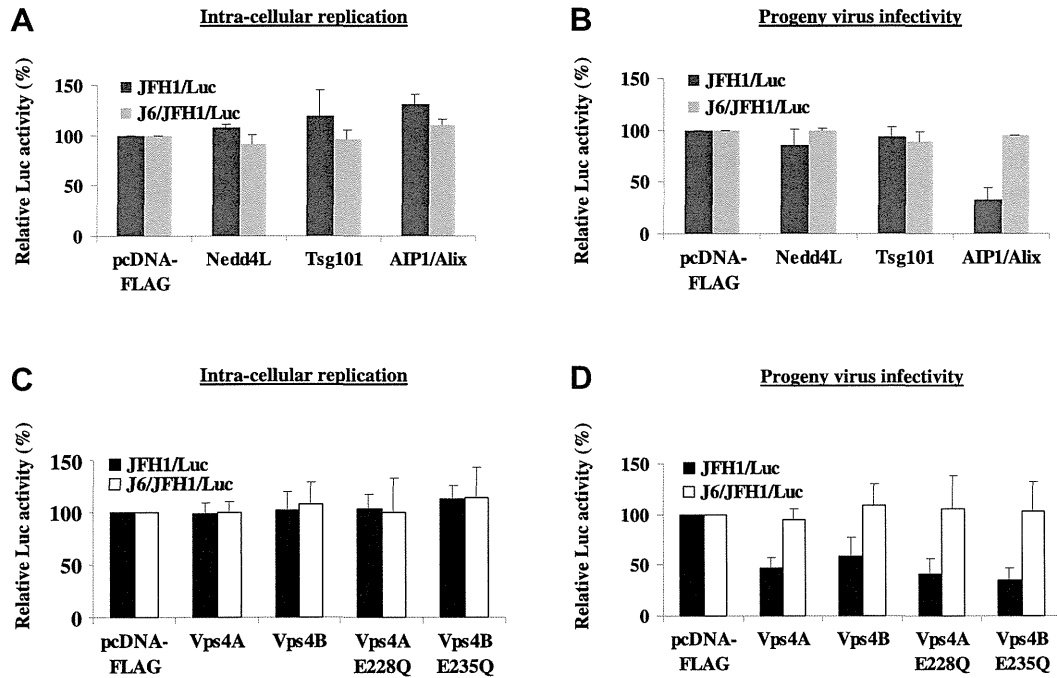 A
Intra-cellular replication
Relative Luc activity (%)
150
100
50
0
JFH1/Luc
J6/JFH1/Luc
pcDNA-
FLAG
Nedd4L
Tsg101
AIP1/Alix
B
Progeny virus infectivity
Relative Luc activity (%)
150
100
50
0
JFH1/Luc
J6/JFH1/Luc
pcDNA-
FLAG
Nedd4L
Tsg101
AIP1/Alix
C
Intra-cellular replication
Relative Luc activity (%)
150
100
50
0
JFH1/Luc
J6/JFH1/Luc
pcDNA-
FLAG
Vps4A
Vps4B
Vps4A
E228Q
Vps4B
E235Q
D
Progeny virus infectivity
Relative Luc activity (%)
150
100
50
0
JFH1/Luc
J6/JFH1/Luc
pcDNA-
FLAG
Vps4A
Vps4B
Vps4A
E228Q
Vps4B
E235Q